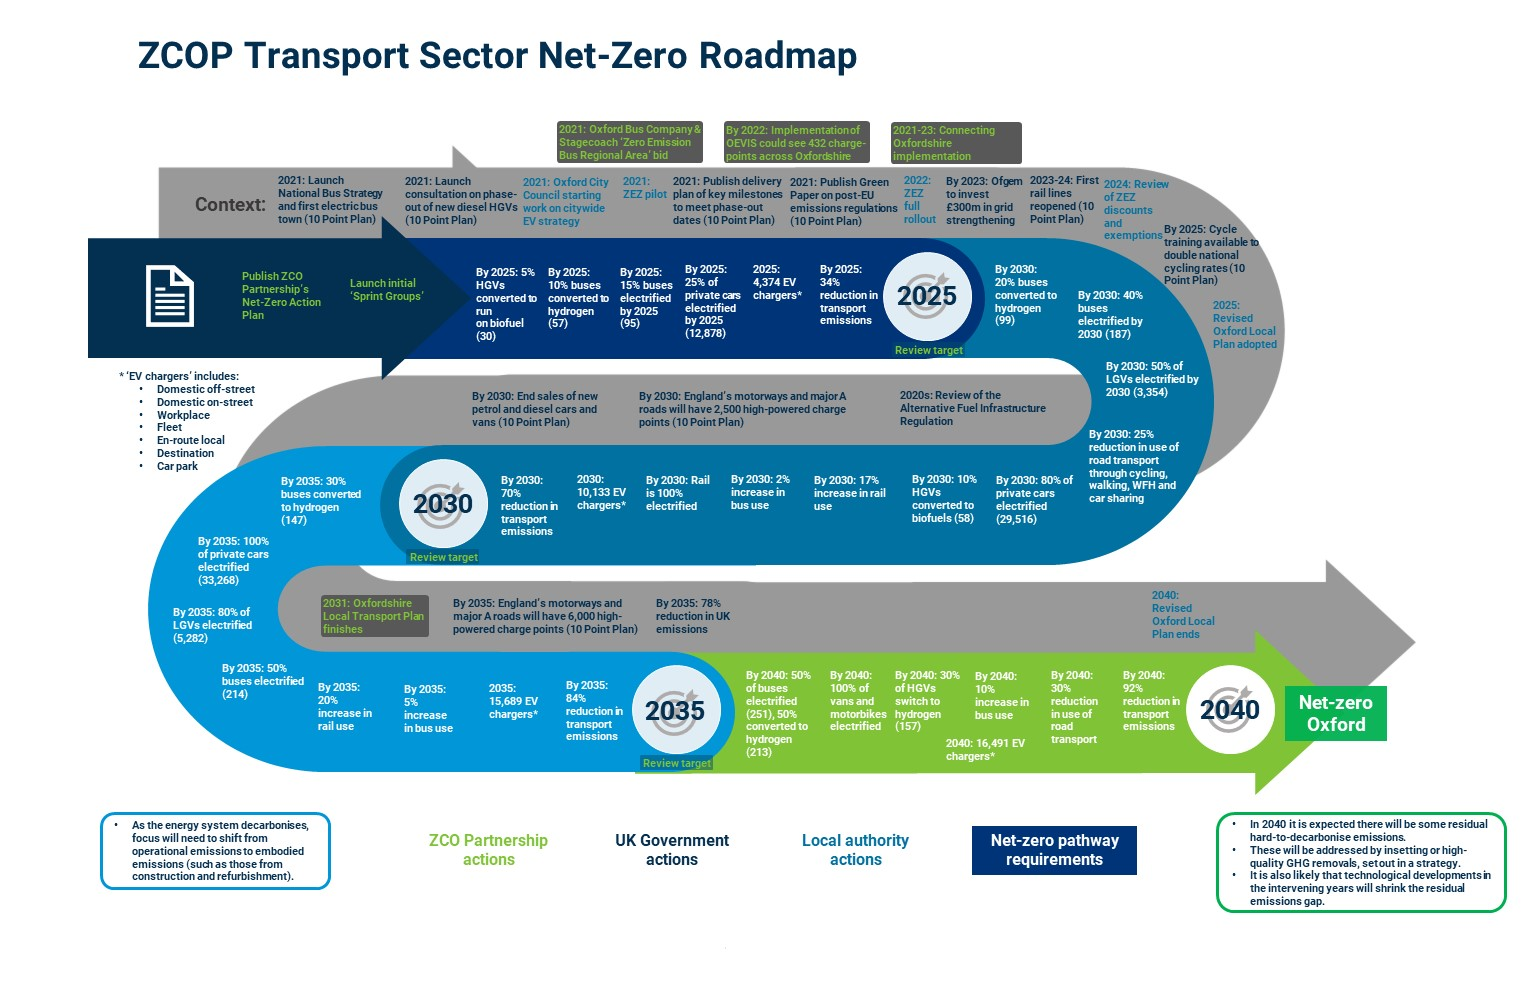 ZCOP Transport Sector Net-Zero Roadmap
2021: Oxford Bus Company &
Stagecoach ‘Zero Emission
Bus Regional Area’ bid
By 2022: Implementation of
OEVIS could see 432 charge-
points across Oxfordshire
2021-23: Connecting
Oxfordshire
implementation
Context:
2021: Launch
National Bus Strategy
and first electric bus
town (10 Point Plan)
2021: Launch
consultation on phase-
out of new diesel HGVs
(10 Point Plan)
2021: Oxford City
Council starting
work on citywide
EV strategy
2021:
ZEZ pilot
2021: Publish delivery
plan of key milestones
to meet phase-out
dates (10 Point Plan)
2021: Publish Green
Paper on post-EU
emissions regulations
(10 Point Plan)
2022:
ZEZ
full
rollout
By 2023: Ofgem
to invest
£300m in grid
strengthening
2023-24: First
rail lines
reopened (10
Point Plan)
2024: Review
of ZEZ
discounts
and
exemptions
By 2025: Cycle
training available to
double national
cycling rates (10
Point Plan)
2025:
Revised
Oxford Local
Plan adopted
Publish ZCO
Partnership’s
Net-Zero Action
Plan
Launch initial
‘Sprint Groups’
By 2025: 5%
HGVs
converted to
run
on biofuel
(30)
By 2025:
10% buses
converted to
hydrogen
(57)
By 2025:
15% buses
electrified
by 2025
(95)
By 2025:
25% of
private cars
electrified
by 2025
(12,878)
2025:
4,374 EV
chargers*
By 2025:
34%
reduction in
transport
emissions
2025
Review target
By 2030:
20% buses
converted to
hydrogen
(99)
By 2030: 40%
buses
electrified by
2030 (187)
By 2030: 50% of
LGVs electrified by
2030 (3,354)
By 2030: 25%
reduction in use of
road transport
through cycling,
walking, WFH and
car sharing
* ‘EV chargers’ includes:
• Domestic off-street
• Domestic on-street
• Workplace
• Fleet
• En-route local
• Destination
• Car park
By 2030: End sales of new
petrol and diesel cars and
vans (10 Point Plan)
By 2030: England’s motorways and major A
roads will have 2,500 high-powered charge
points (10 Point Plan)
2020s: Review of the
Alternative Fuel Infrastructure
Regulation
By 2035: 30%
buses converted
to hydrogen
(147)
2030
Review target
By 2030:
70%
reduction in
transport
emissions
2030:
10,133 EV
chargers*
By 2030: Rail
is 100%
electrified
By 2030: 2%
increase in
bus use
By 2030: 17%
increase in rail
use
By 2030: 10%
HGVs
converted to
biofuels (58)
By 2030: 80% of
private cars
electrified
(29,516)
By 2035: 100%
of private cars
electrified
(33,268)
By 2035: 80% of
LGVs electrified
(5,282)
By 2035: 50%
buses electrified
(214)
2031: Oxfordshire
Local Transport Plan
finishes
By 2035: England’s motorways and
major A roads will have 6,000 high-
powered charge points (10 Point Plan)
By 2035: 78%
reduction in UK
emissions
2040:
Revised
Oxford Local
Plan ends
By 2035:
20%
increase in
rail use
By 2035:
5%
increase
in bus use
2035:
15,689 EV
chargers*
By 2035:
84%
reduction in
transport
emissions
2035
Review target
By 2040: 50%
of buses
electrified
(251), 50%
converted to
hydrogen
(213)
By 2040:
100% of
vans and
motorbikes
electrified
By 2040: 30%
of HGVs
switch to
hydrogen
(157)
By 2040:
10%
increase in
bus use
2040: 16,491 EV
chargers*
By 2040:
30%
reduction
in use of
road
transport
By 2040:
92%
reduction in
transport
emissions
2040
Net-zero
Oxford
• As the energy system decarbonises,
focus will need to shift from
operational emissions to embodied
emissions (such as those from
construction and refurbishment).
ZCO Partnership
actions
UK Government
actions
Local authority
actions
Net-zero pathway
requirements
• In 2040 it is expected there will be some residual
hard-to-decarbonise emissions.
• These will be addressed by insetting or high-
quality GHG removals, set out in a strategy.
• It is also likely that technological developments in
the intervening years will shrink the residual
emissions gap.